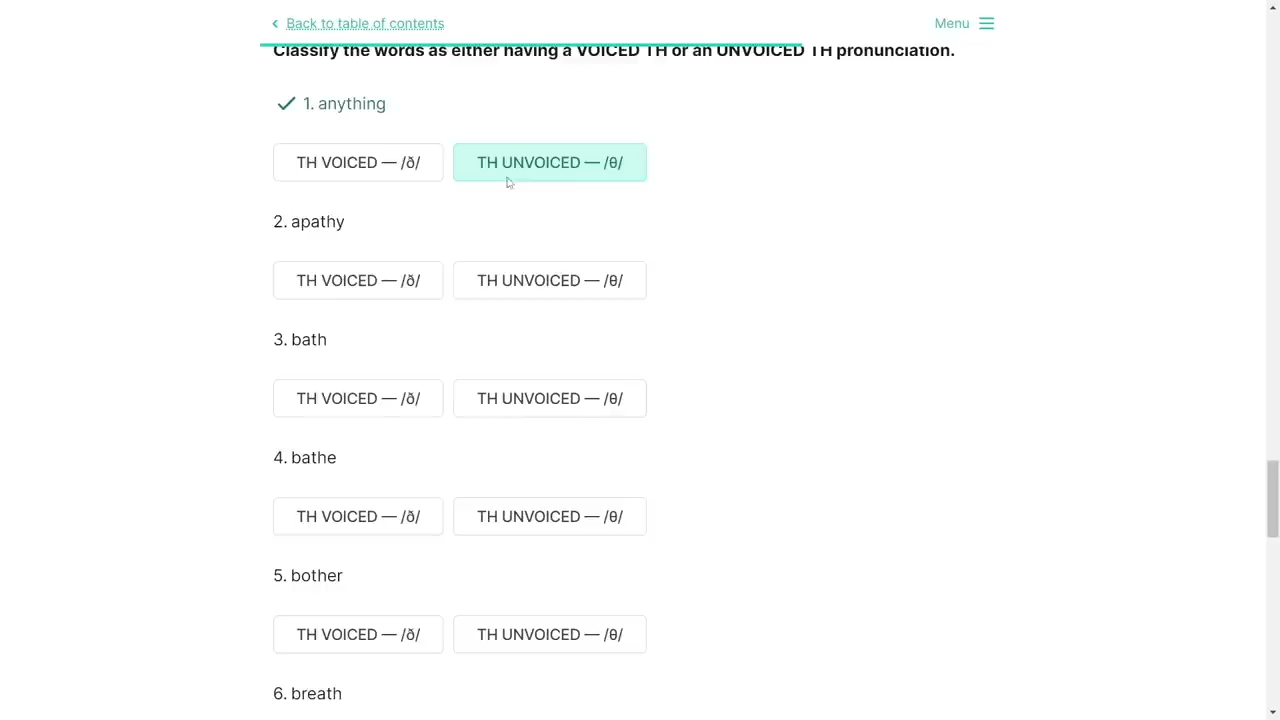 Back to table of contents
Menu
Classify the words as either having a VOICED TH or an UNVOICED TH pronunciation.
1. anything
TH VOICED — /ð/
TH UNVOICED — /θ/
2. apathy
TH VOICED — /ð/
TH UNVOICED — /θ/
3. bath
TH VOICED — /ð/
TH UNVOICED — /θ/
4. bathe
TH VOICED — /ð/
TH UNVOICED — /θ/
5. bother
TH VOICED — /ð/
TH UNVOICED — /θ/
6. breath